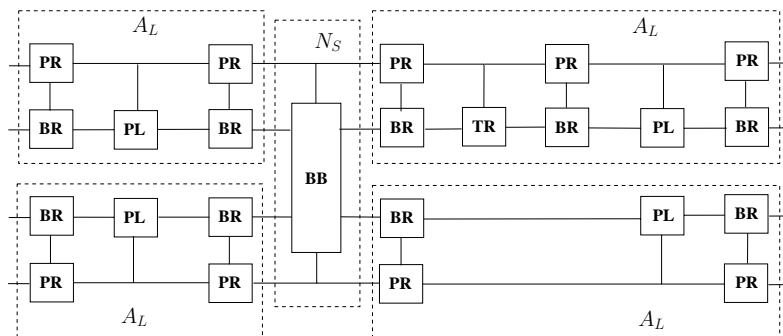 A_L N_S A_L
PR PR PR PR PR
BR PL BR BR TR BR PL BR
BB
BR PL BR BR PL BR
PR PR PR PR
A_L A_L